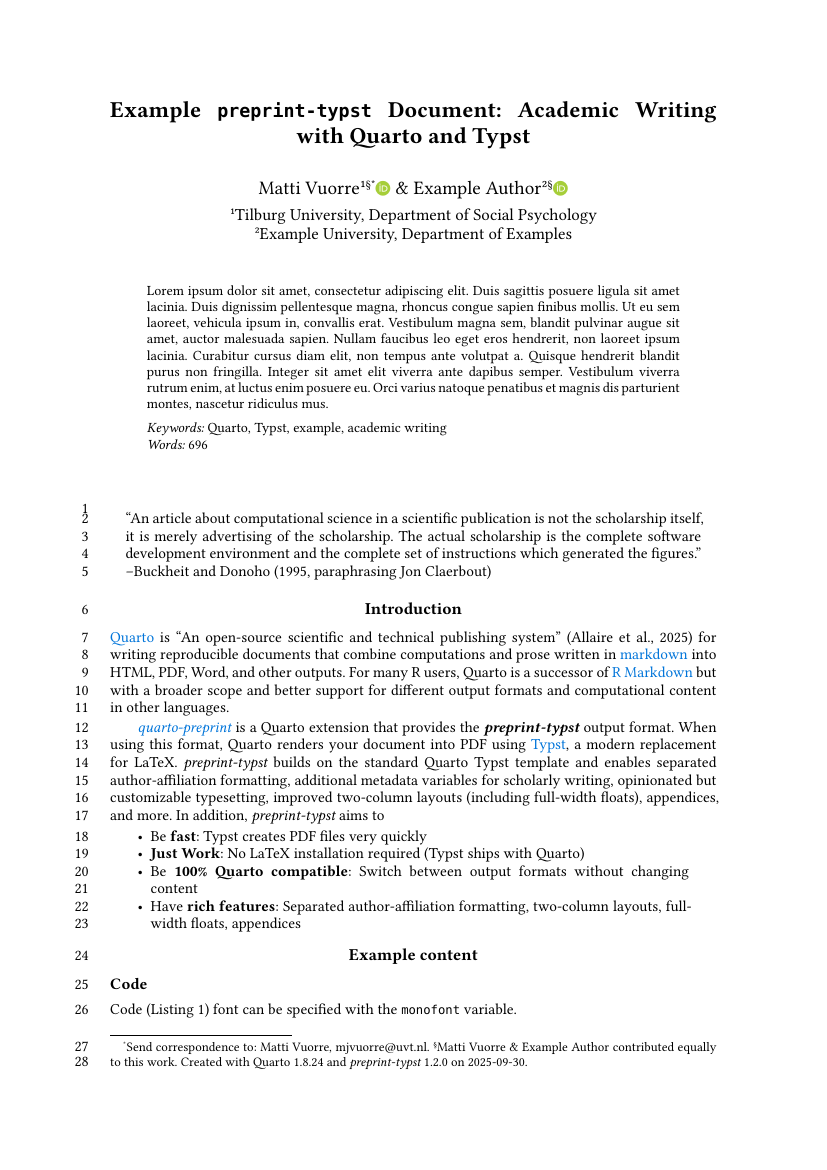 Example preprint-typst Document: Academic Writing
with Quarto and Typst
Matti Vuorre¹§* iD & Example Author²§ iD
¹Tilburg University, Department of Social Psychology
²Example University, Department of Examples
Lorem ipsum dolor sit amet, consectetur adipiscing elit. Duis sagittis posuere ligula sit amet
lacinia. Duis dignissim pellentesque magna, rhoncus congue sapien finibus mollis. Ut eu sem
laoreet, vehicula ipsum in, convallis erat. Vestibulum magna sem, blandit pulvinar augue sit
amet, auctor malesuada sapien. Nullam faucibus leo eget eros hendrerit, non laoreet ipsum
lacinia. Curabitur cursus diam elit, non tempus ante volutpat a. Quisque hendrerit blandit
purus non fringilla. Integer sit amet elit viverra ante dapibus semper. Vestibulum viverra
rutrum enim, at luctus enim posuere eu. Orci varius natoque penatibus et magnis dis parturient
montes, nascetur ridiculus mus.
Keywords: Quarto, Typst, example, academic writing
Words: 696
1
2 “An article about computational science in a scientific publication is not the scholarship itself,
3 it is merely advertising of the scholarship. The actual scholarship is the complete software
4 development environment and the complete set of instructions which generated the figures.”
5 –Buckheit and Donoho (1995, paraphrasing Jon Claerbout)
6 Introduction
7 Quarto is “An open-source scientific and technical publishing system” (Allaire et al., 2025) for
8 writing reproducible documents that combine computations and prose written in markdown into
9 HTML, PDF, Word, and other outputs. For many R users, Quarto is a successor of R Markdown but
10 with a broader scope and better support for different output formats and computational content
11 in other languages.
12 quarto-preprint is a Quarto extension that provides the preprint-typst output format. When
13 using this format, Quarto renders your document into PDF using Typst, a modern replacement
14 for LaTeX. preprint-typst builds on the standard Quarto Typst template and enables separated
15 author-affiliation formatting, additional metadata variables for scholarly writing, opinionated but
16 customizable typesetting, improved two-column layouts (including full-width floats), appendices,
17 and more. In addition, preprint-typst aims to
18 • Be fast: Typst creates PDF files very quickly
19 • Just Work: No LaTeX installation required (Typst ships with Quarto)
20 • Be 100% Quarto compatible: Switch between output formats without changing
21 content
22 • Have rich features: Separated author-affiliation formatting, two-column layouts, full-
23 width floats, appendices
24 Example content
25 Code
26 Code (Listing 1) font can be specified with the monofont variable.
27 *Send correspondence to: Matti Vuorre, mjvuorre@uvt.nl. §Matti Vuorre & Example Author contributed equally
28 to this work. Created with Quarto 1.8.24 and preprint-typst 1.2.0 on 2025-09-30.